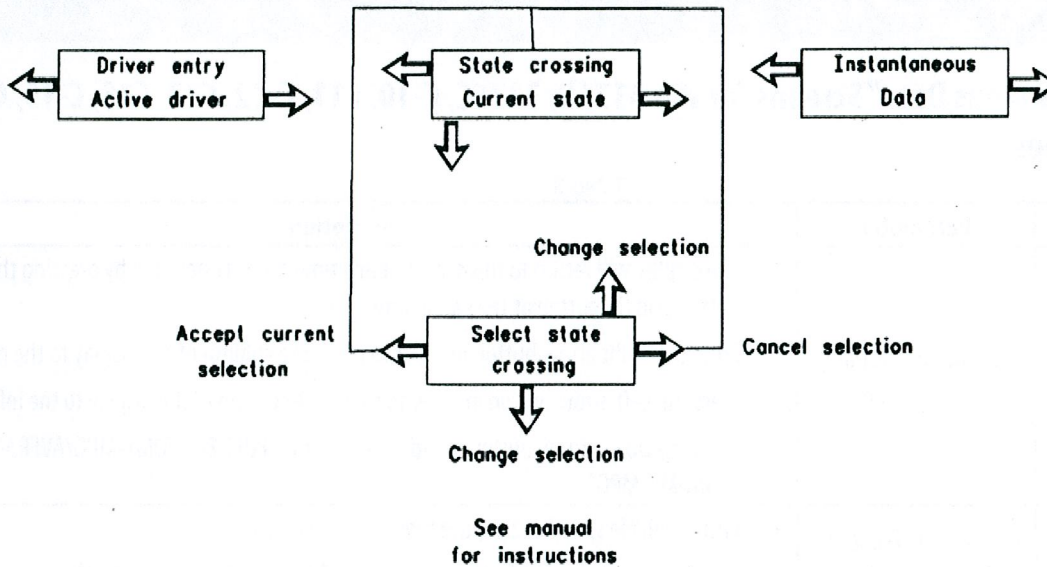 Driver entry
Active driver
State crossing
Current state
Instantaneous
Data
Change selection
Accept current
selection
Select state
crossing
Cancel selection
Change selection
See manual
for instructions